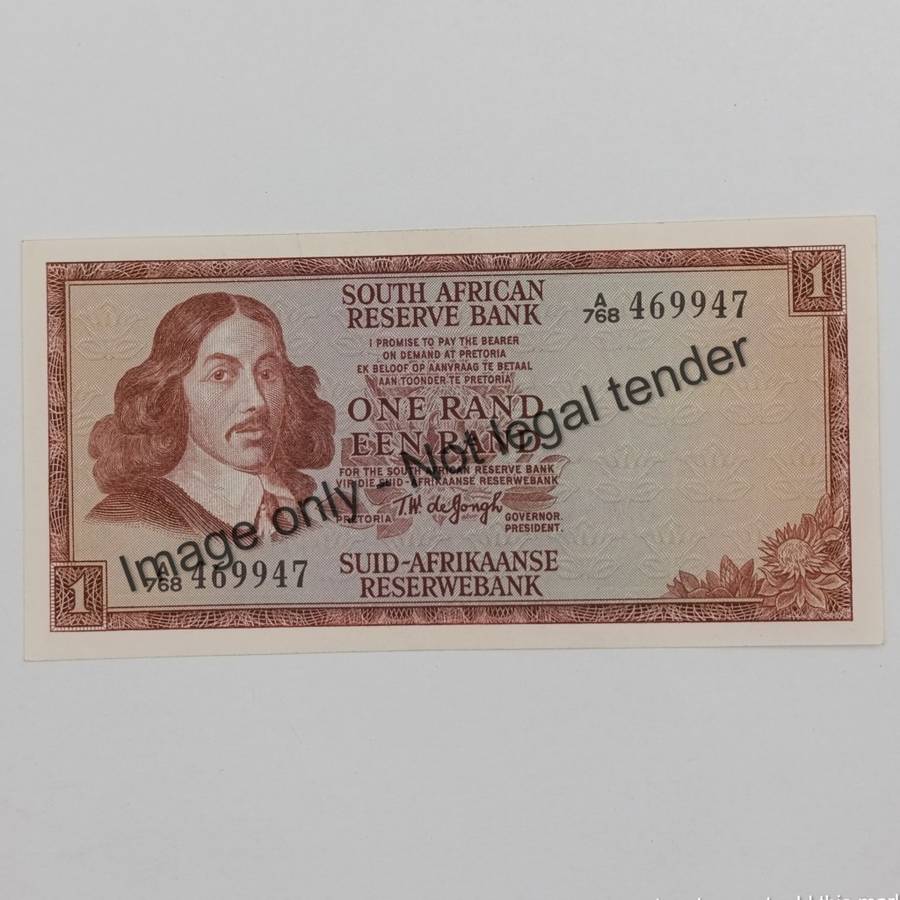 1
SOUTH AFRICAN
RESERVE BANK
A/768 469947
I PROMISE TO PAY THE BEARER
ON DEMAND AT PRETORIA
EK BELOOF OP AANVRAAG TE BETAAL
AAN TOONDER TE PRETORIA
ONE RAND
EEN RAND
FOR THE SOUTH AFRICAN RESERVE BANK
VIR DIE SUID-AFRIKAANSE RESERWEBANK
PRETORIA T.W. de Jongh GOVERNOR.
PRESIDENT.
SUID-AFRIKAANSE
RESERWEBANK
A/768 469947
1
Image only - Not legal tender